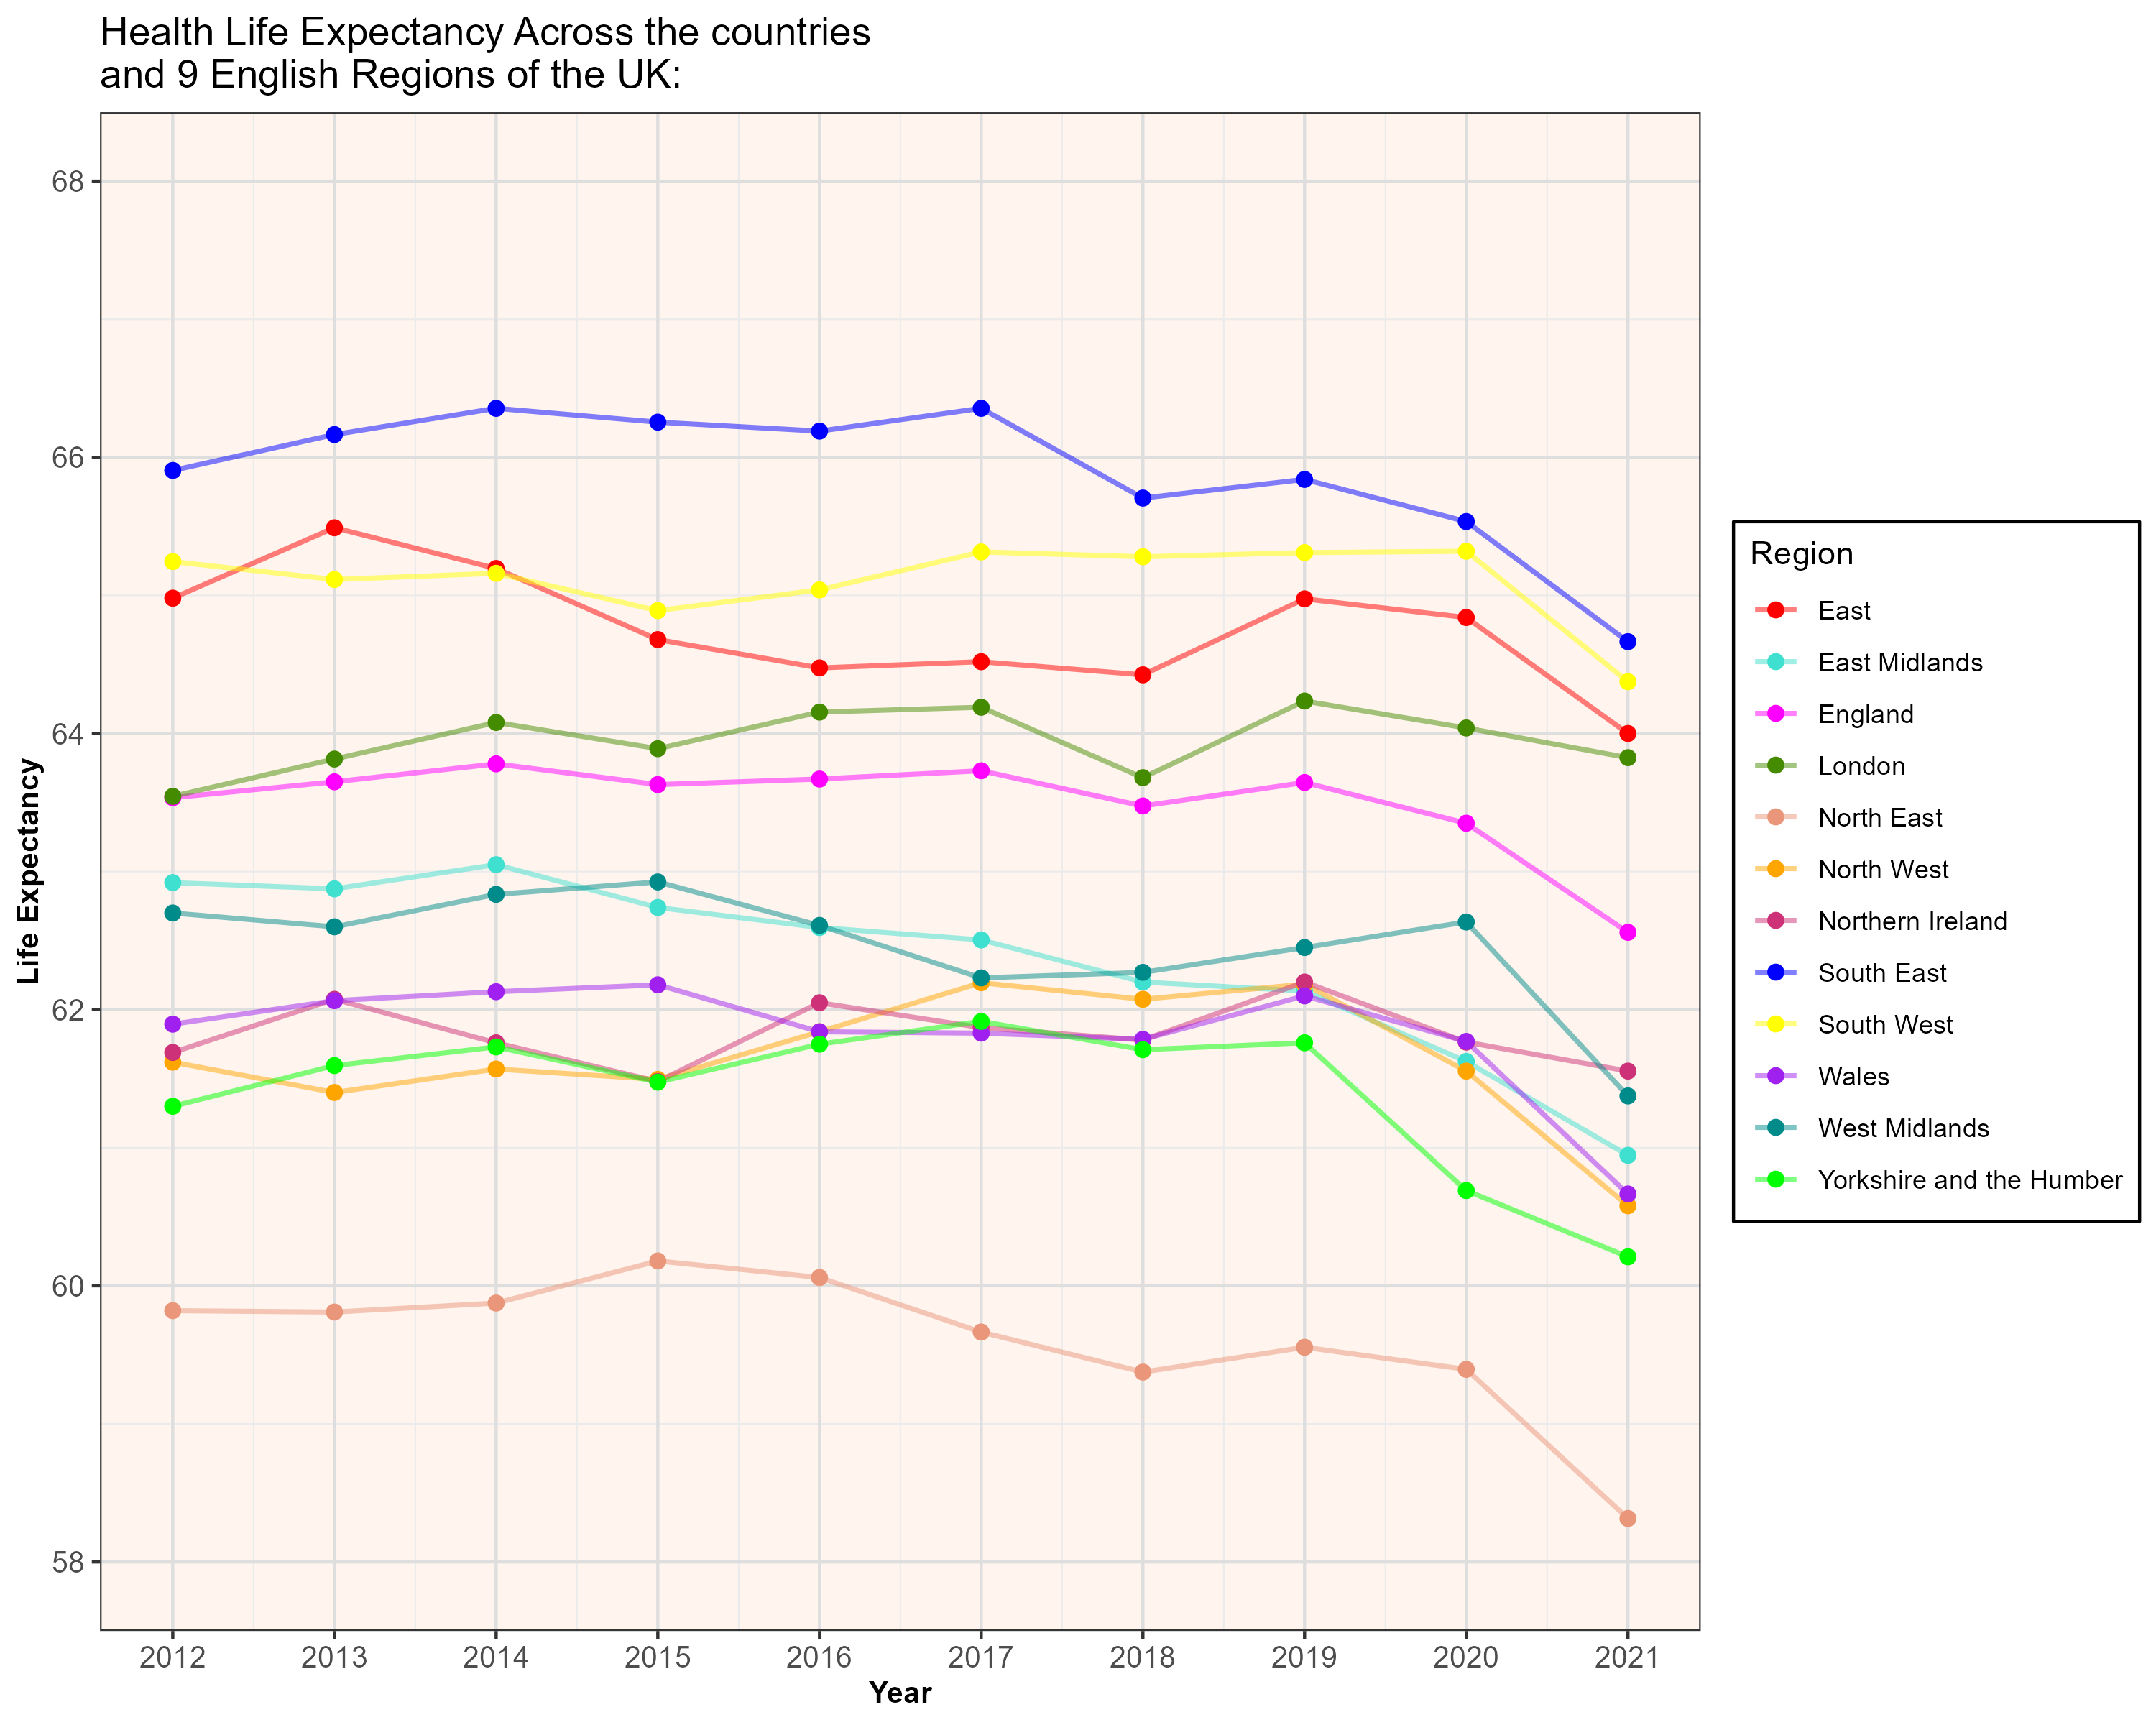 Health Life Expectancy Across the countries
and 9 English Regions of the UK:
68
66
64
62
60
58
Life Expectancy
2012 2013 2014 2015 2016 2017 2018 2019 2020 2021
Year
Region
East
East Midlands
England
London
North East
North West
Northern Ireland
South East
South West
Wales
West Midlands
Yorkshire and the Humber